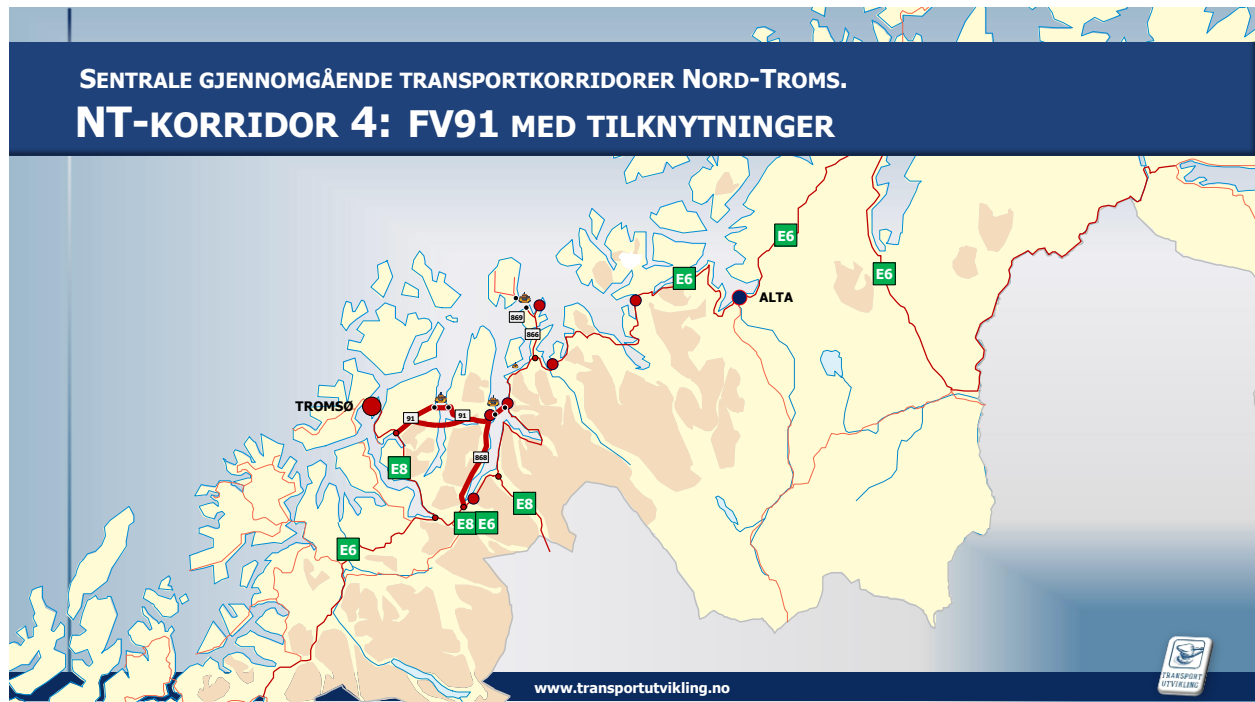 SENTRALE GJENNOMGÅENDE TRANSPORTKORRIDORER NORD-TROMS.
NT-KORRIDOR 4: FV91 MED TILKNYTNINGER
E6
E6
E6
ALTA
869
866
TROMSØ
91
91
868
E8
E8
E8 E6
E6
www.transportutvikling.no
TRANSPORT
UTVIKLING